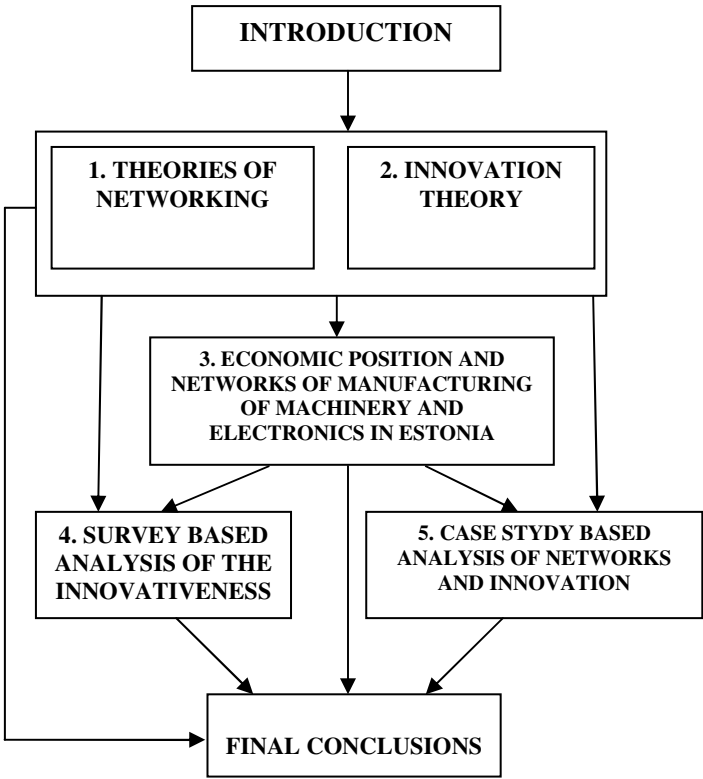 INTRODUCTION
1. THEORIES OF
NETWORKING
2. INNOVATION
THEORY
3. ECONOMIC POSITION AND
NETWORKS OF MANUFACTURING
OF MACHINERY AND
ELECTRONICS IN ESTONIA
4. SURVEY BASED
ANALYSIS OF THE
INNOVATIVENESS
5. CASE STYDY BASED
ANALYSIS OF NETWORKS
AND INNOVATION
FINAL CONCLUSIONS